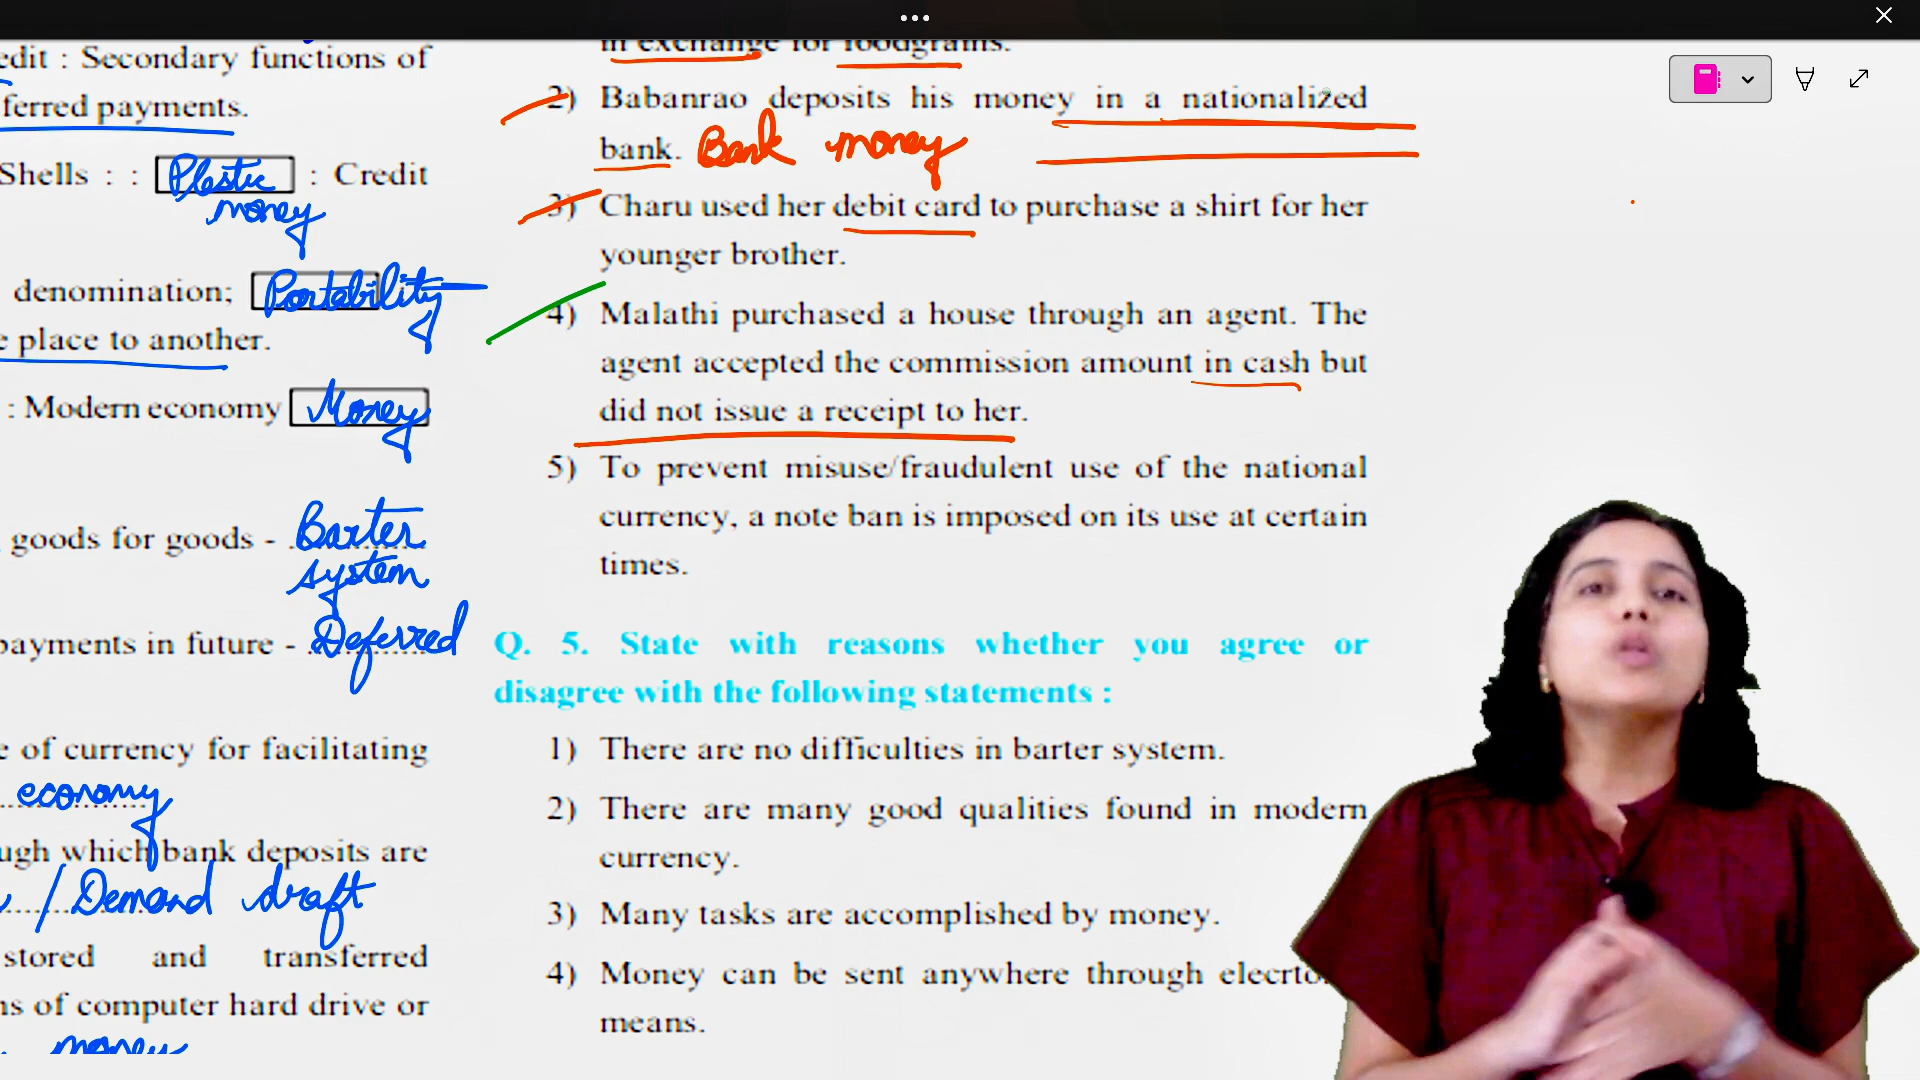 edit : Secondary functions of
ferred payments.
Shells : : Plastic money : Credit
denomination; Portability
e place to another.
: Modern economy Money
goods for goods - Barter
system
payments in future - Deferred
e of currency for facilitating
economy
ugh which bank deposits are
/ Demand draft
stored and transferred
ns of computer hard drive or
money
in exchange for foodgrains.
2) Babanrao deposits his money in a nationalized
bank. Bank money
3) Charu used her debit card to purchase a shirt for her
younger brother.
4) Malathi purchased a house through an agent. The
agent accepted the commission amount in cash but
did not issue a receipt to her.
5) To prevent misuse/fraudulent use of the national
currency, a note ban is imposed on its use at certain
times.
Q. 5. State with reasons whether you agree or
disagree with the following statements :
1) There are no difficulties in barter system.
2) There are many good qualities found in modern
currency.
3) Many tasks are accomplished by money.
4) Money can be sent anywhere through elecrto
means.